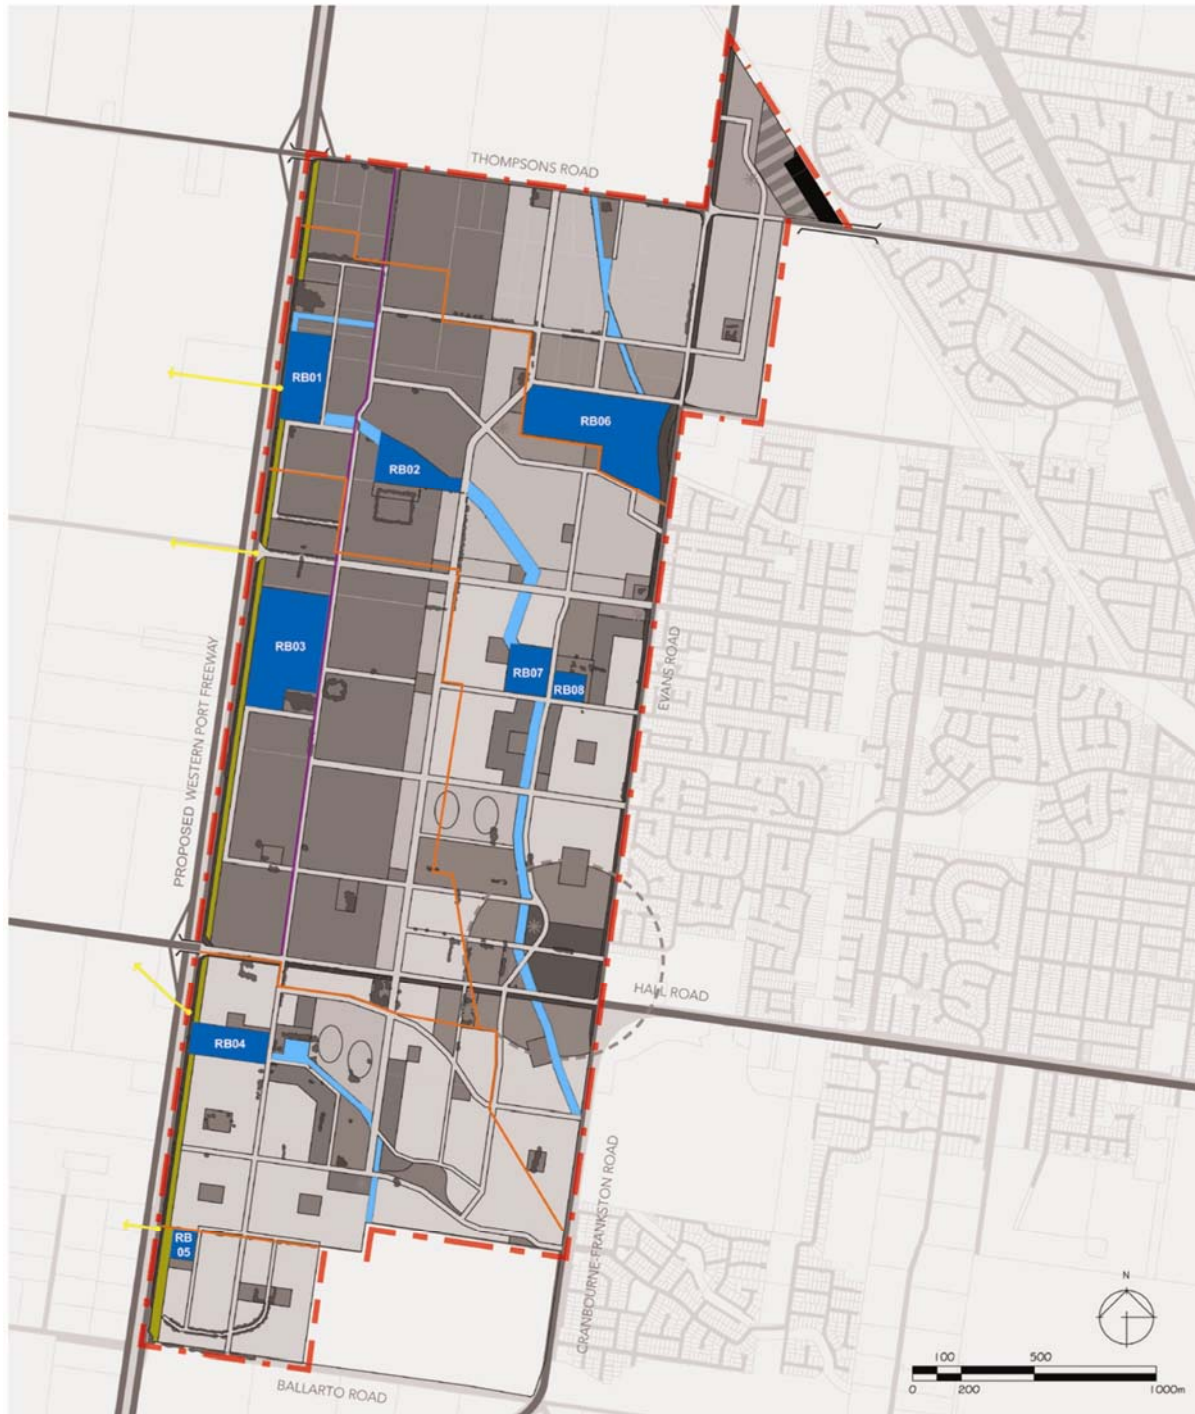 THOMPSONS ROAD
RB01
RB06
RB02
RB03
RB07
RB08
EVANS ROAD
PROPOSED WESTERN PORT FREEWAY
HALL ROAD
RB04
CRANBOURNE-FRANKSTON ROAD
RB
05
BALLARTO ROAD
N
100
500
0
200
1000m